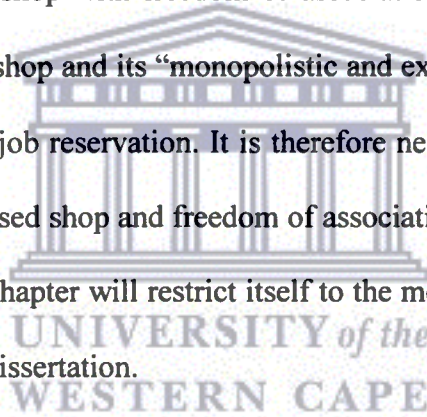 shop with freedom of associat
shop and its “monopolistic and ex
job reservation. It is therefore ne
sed shop and freedom of associati
hapter will restrict itself to the m
UNIVERSITY of the
issertation.
WESTERN CAPE